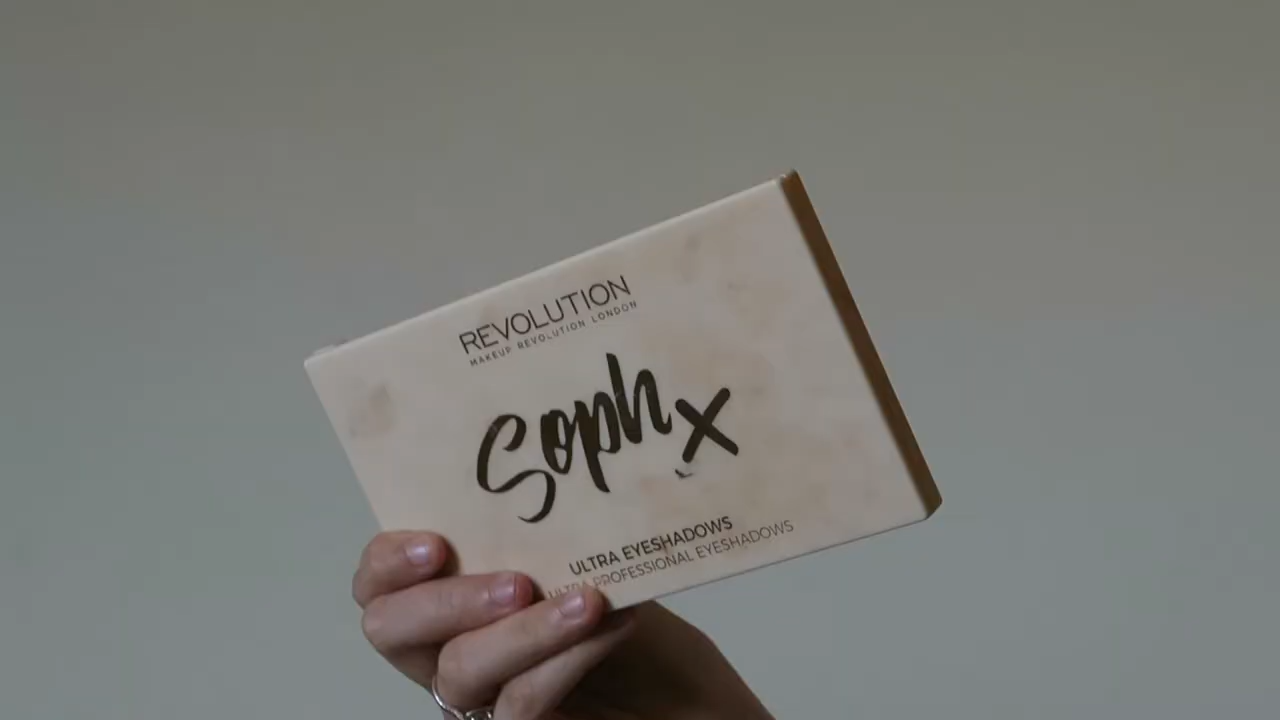 REVOLUTION
MAKEUP REVOLUTION LONDON
Soph x
ULTRA EYESHADOWS
ULTRA PROFESSIONAL EYESHADOWS